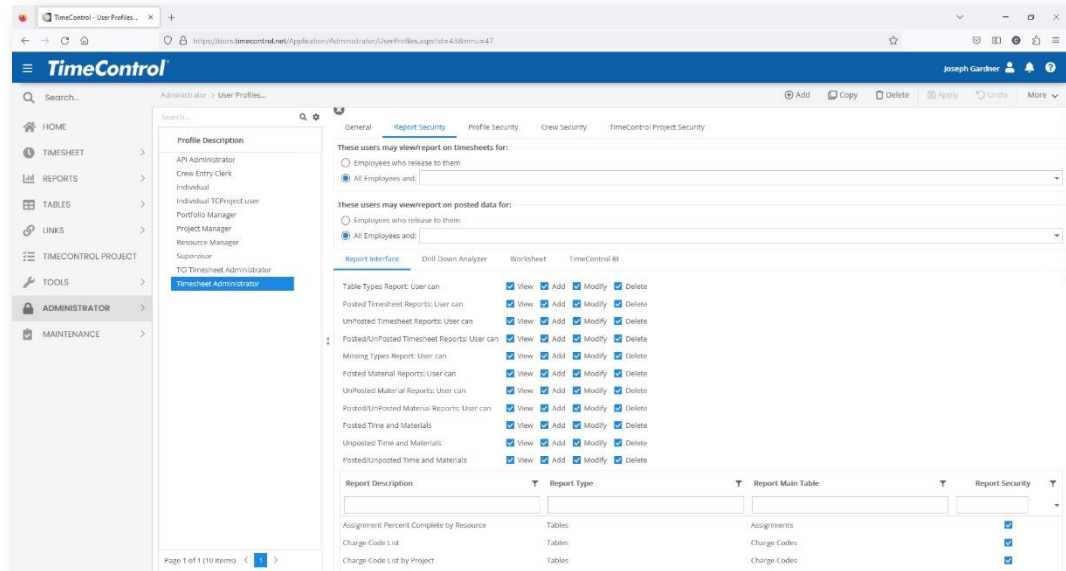 TimeControl - User Profiles...
https://docs.timecontrol.net/Application/Administrator/UserProfiles.aspx?st=43&mnu=47
TimeControl
Joseph Gardner
Search...
Administrator > User Profiles...
Add Copy Delete Apply Undo More
HOME
TIMESHEET
REPORTS
TABLES
LINKS
TIMECONTROL PROJECT
TOOLS
ADMINISTRATOR
MAINTENANCE
Search...
Profile Description
API Administrator
Crew Entry Clerk
Individual
Individual TCProject user
Portfolio Manager
Project Manager
Resource Manager
Supervisor
TCI Timesheet Administrator
Timesheet Administrator
Page 1 of 1 (10 items) < 1 >
General Report Security Profile Security Crew Security TimeControl Project Security
These users may view/report on timesheets for:
Employees who release to them
All Employees and:
These users may view/report on posted data for:
Employees who release to them
All Employees and:
Report Interface Drill Down Analyzer Worksheet TimeControl BI
Table Types Report: User can View Add Modify Delete
Posted Timesheet Reports: User can View Add Modify Delete
UnPosted Timesheet Reports: User can View Add Modify Delete
Posted/UnPosted Timesheet Reports: User can View Add Modify Delete
Missing Types Report: User can View Add Modify Delete
Posted Material Reports: User can View Add Modify Delete
UnPosted Material Reports: User can View Add Modify Delete
Posted/UnPosted Material Reports: User can View Add Modify Delete
Posted Time and Materials View Add Modify Delete
Unposted Time and Materials View Add Modify Delete
Posted/Unposted Time and Materials View Add Modify Delete
Report Description Report Type Report Main Table Report Security
Assignment Percent Complete by Resource Tables Assignments
Charge Code List Tables Charge Codes
Charge Code List by Project Tables Charge Codes